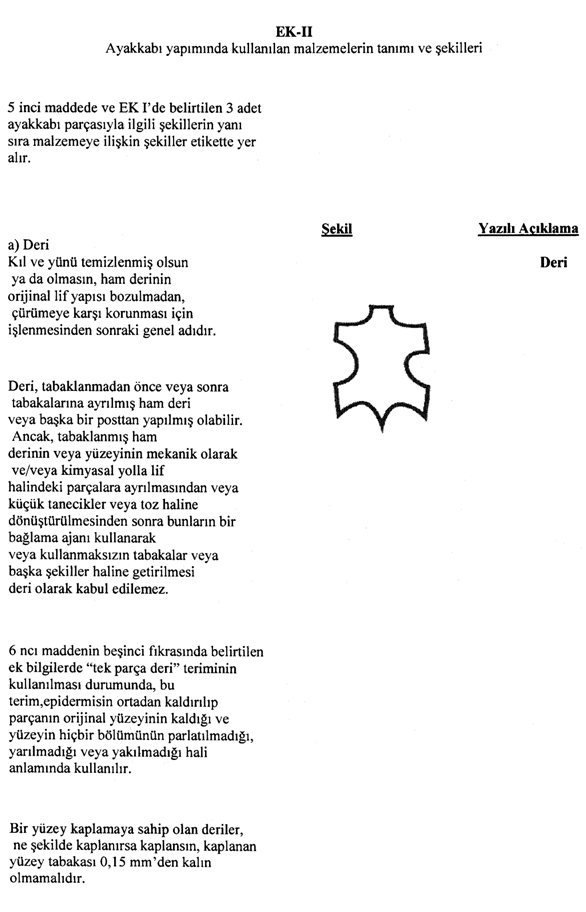 EK-II
Ayakkabı yapımında kullanılan malzemelerin tanımı ve şekilleri
5 inci maddede ve EK I'de belirtilen 3 adet
ayakkabı parçasıyla ilgili şekillerin yanı
sıra malzemeye ilişkin şekiller etikette yer
alır.
Şekil Yazılı Açıklama
a) Deri
Kıl ve yünü temizlenmiş olsun
ya da olmasın, ham derinin
orijinal lif yapısı bozulmadan,
çürümeye karşı korunması için
işlenmesinden sonraki genel adıdır.
Deri
Deri, tabaklanmadan önce veya sonra
tabakalarına ayrılmış ham deri
veya başka bir posttan yapılmış olabilir.
Ancak, tabaklanmış ham
derinin veya yüzeyinin mekanik olarak
ve/veya kimyasal yolla lif
halindeki parçalara ayrılmasından veya
küçük tanecikler veya toz haline
dönüştürülmesinden sonra bunların bir
bağlama ajanı kullanarak
veya kullanmaksızın tabakalar veya
başka şekiller haline getirilmesi
deri olarak kabul edilemez.
6 ncı maddenin beşinci fıkrasında belirtilen
ek bilgilerde “tek parça deri” teriminin
kullanılması durumunda, bu
terim,epidermisin ortadan kaldırılıp
parçanın orijinal yüzeyinin kaldığı ve
yüzeyin hiçbir bölümünün parlatılmadığı,
yarılmadığı veya yakılmadığı hali
anlamında kullanılır.
Bir yüzey kaplamaya sahip olan deriler,
ne şekilde kaplanırsa kaplansın, kaplanan
yüzey tabakası 0,15 mm'den kalın
olmamalıdır.